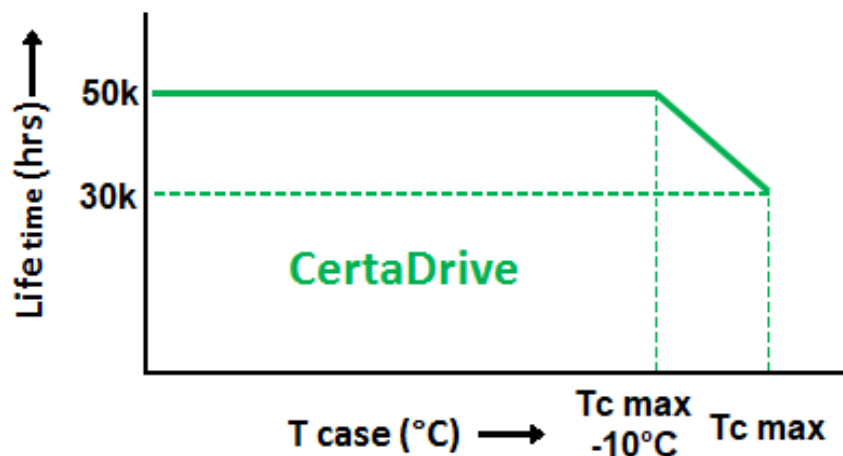 Life time (hrs)
50k
30k
CertaDrive
T case (°C)
Tc max
-10°C
Tc max